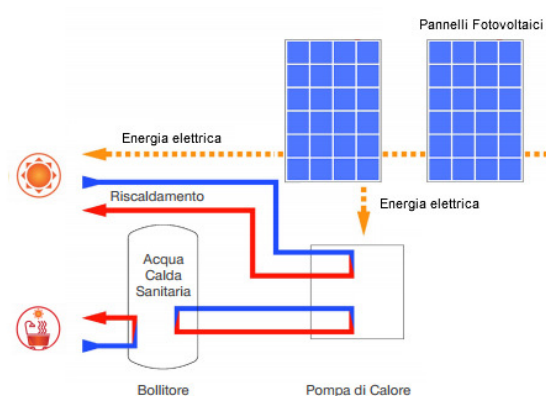 Pannelli Fotovoltaici
Energia elettrica
Riscaldamento
Energia elettrica
Acqua
Calda
Sanitaria
Bollitore
Pompa di Calore